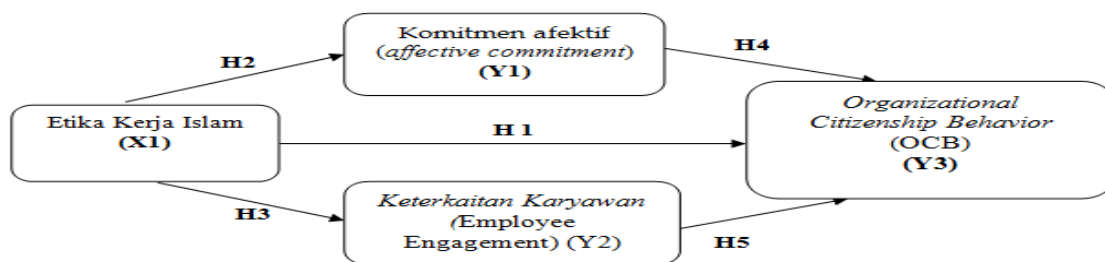 Komitmen afektif
(affective commitment)
(Y1)
H2
H4
Etika Kerja Islam
(X1)
H 1
Organizational
Citizenship Behavior
(OCB)
(Y3)
H3
Keterkaitan Karyawan
(Employee
Engagement) (Y2)
H5